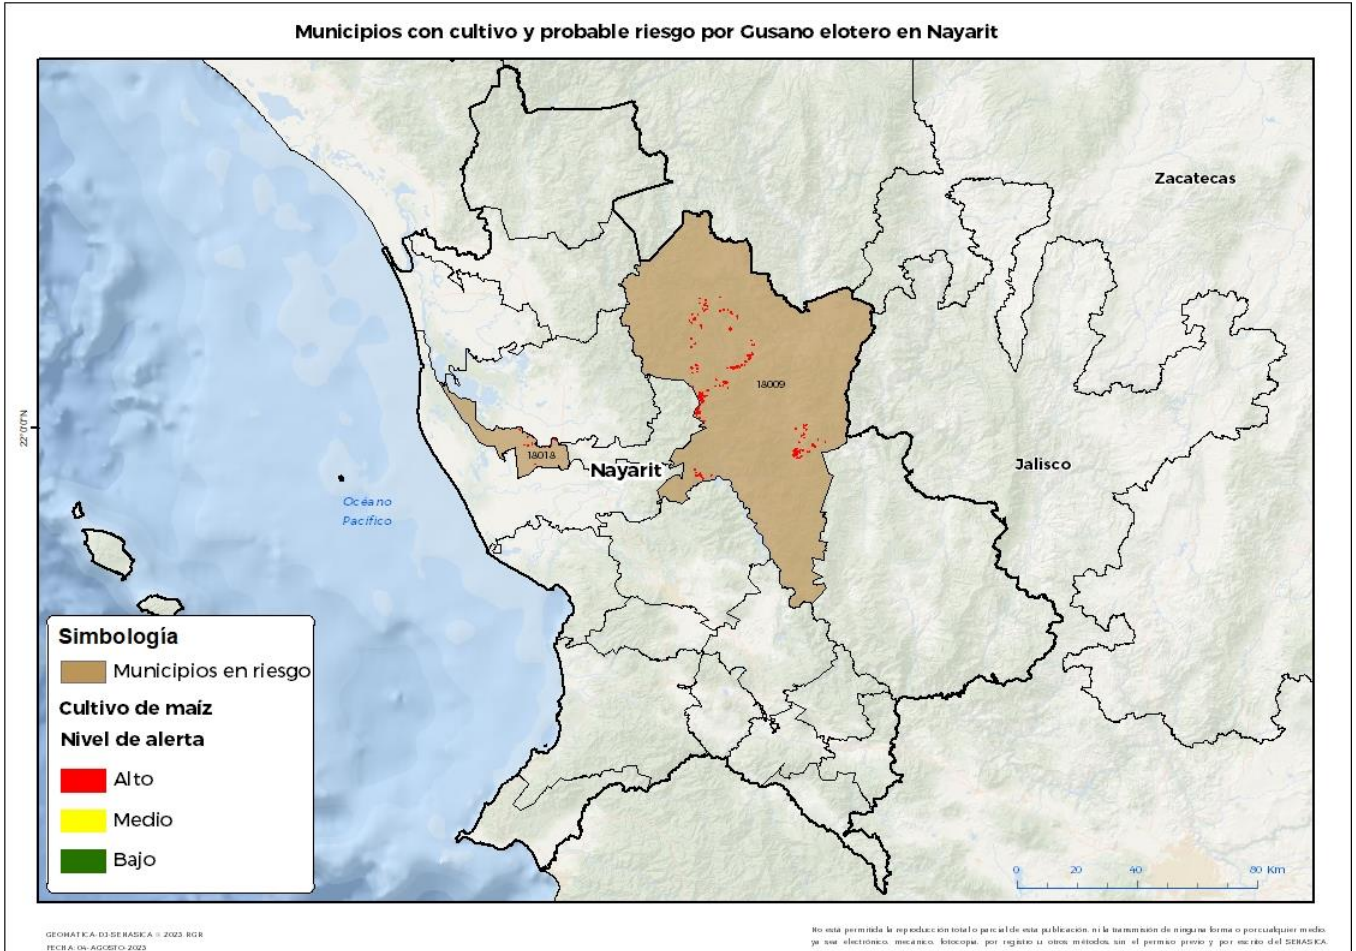 Municipios con cultivo y probable riesgo por Gusano elotero en Nayarit
Zacatecas
18009
22°0'0"N
18018
Nayarit
Jalisco
Océano
Pacífico
Simbología
Municipios en riesgo
Cultivo de maíz
Nivel de alerta
Alto
Medio
Bajo
0 20 40 80 Km
GEOMATICA-DJ-SENASICA © 2023 RGR
FECHA: 04-AGOSTO-2023
No esta permitida la reproducción total o parcial de esta publicación. ni la transmisión de ninguna forma o por cualquier medio.
ya sea electrónico. mecanico. fotocopia. por registro u otros métodos. sin el permiso previo y por escrito del SENASICA.